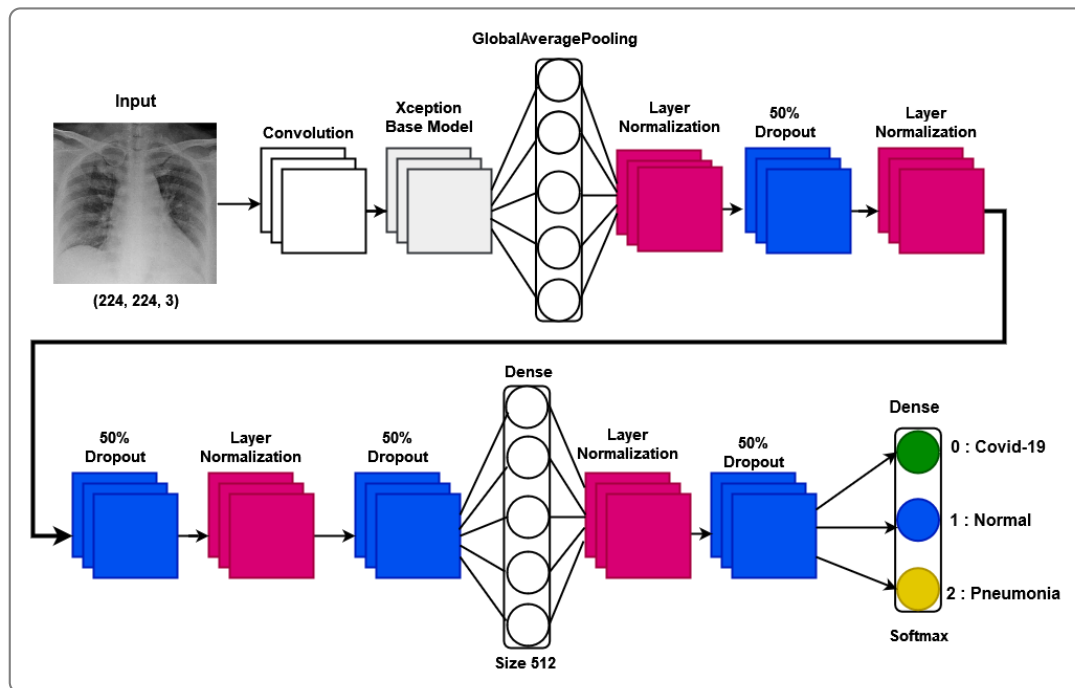 GlobalAveragePooling
Input
Convolution
Xception
Base Model
Layer
Normalization
50%
Dropout
Layer
Normalization
(224, 224, 3)
50%
Dropout
Layer
Normalization
50%
Dropout
Dense
Layer
Normalization
50%
Dropout
Dense
0 : Covid-19
1 : Normal
2 : Pneumonia
Size 512
Softmax